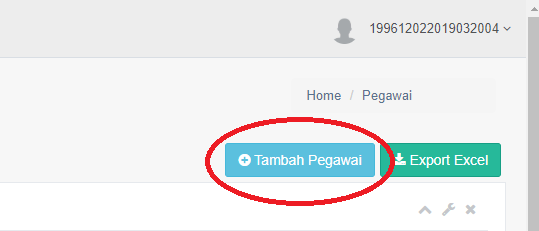 199612022019032004
Home / Pegawai
Tambah Pegawai Export Excel